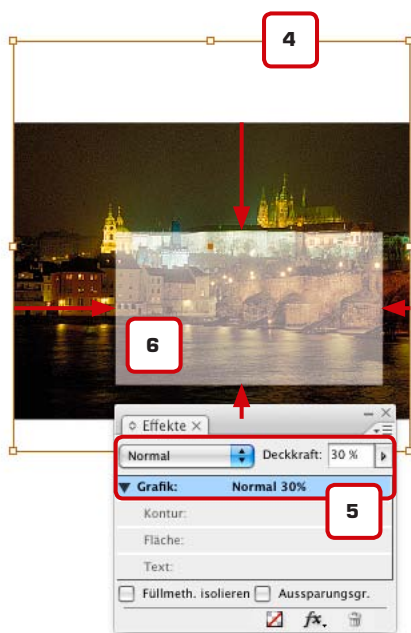 4
6
Effekte
Normal Deckkraft: 30 %
Grafik: Normal 30%
5
Kontur:
Fläche:
Text:
Füllmeth. isolieren Aussparungsgr.
fx.